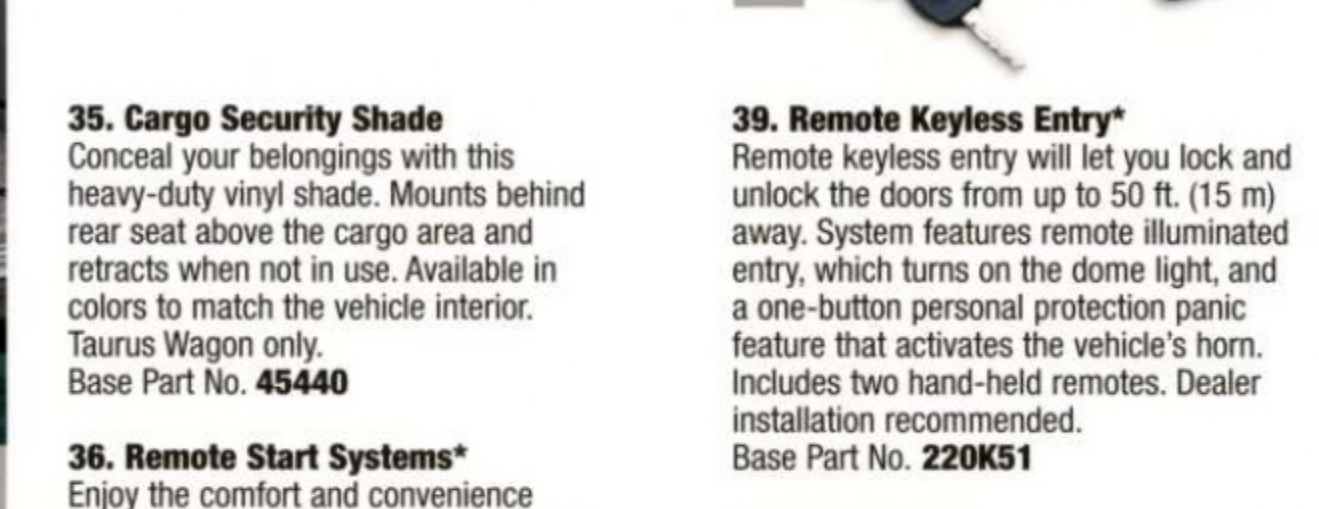 35. Cargo Security Shade
Conceal your belongings with this
heavy-duty vinyl shade. Mounts behind
rear seat above the cargo area and
retracts when not in use. Available in
colors to match the vehicle interior.
Taurus Wagon only.
Base Part No. 45440
36. Remote Start Systems*
Enjoy the comfort and convenience
39. Remote Keyless Entry*
Remote keyless entry will let you lock and
unlock the doors from up to 50 ft. (15 m)
away. System features remote illuminated
entry, which turns on the dome light, and
a one-button personal protection panic
feature that activates the vehicle's horn.
Includes two hand-held remotes. Dealer
installation recommended.
Base Part No. 220K51